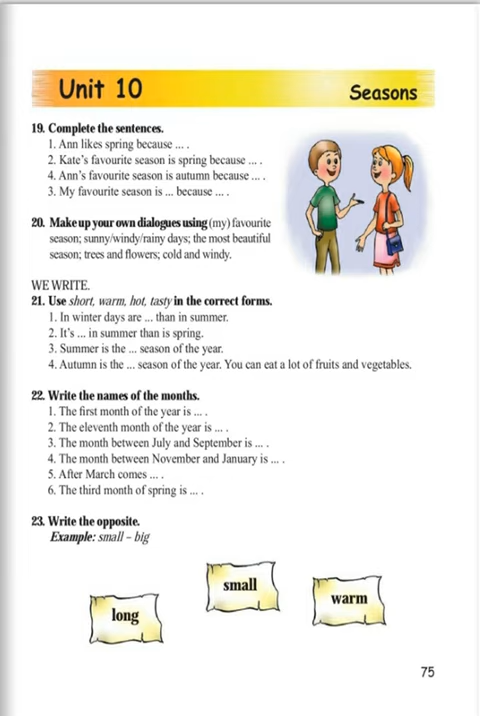 Unit 10
Seasons
19. Complete the sentences.
1. Ann likes spring because ... .
2. Kate's favourite season is spring because ... .
4. Ann's favourite season is autumn because ... .
3. My favourite season is ... because ... .
20. Make up your own dialogues using (my) favourite
season; sunny/windy/rainy days; the most beautiful
season; trees and flowers; cold and windy.
WE WRITE.
21. Use short, warm, hot, tasty in the correct forms.
1. In winter days are ... than in summer.
2. It's ... in summer than is spring.
3. Summer is the ... season of the year.
4. Autumn is the ... season of the year. You can eat a lot of fruits and vegetables.
22. Write the names of the months.
1. The first month of the year is ... .
2. The eleventh month of the year is ... .
3. The month between July and September is ... .
4. The month between November and January is ... .
5. After March comes ... .
6. The third month of spring is ... .
23. Write the opposite.
Example: small – big
long
small
warm
75